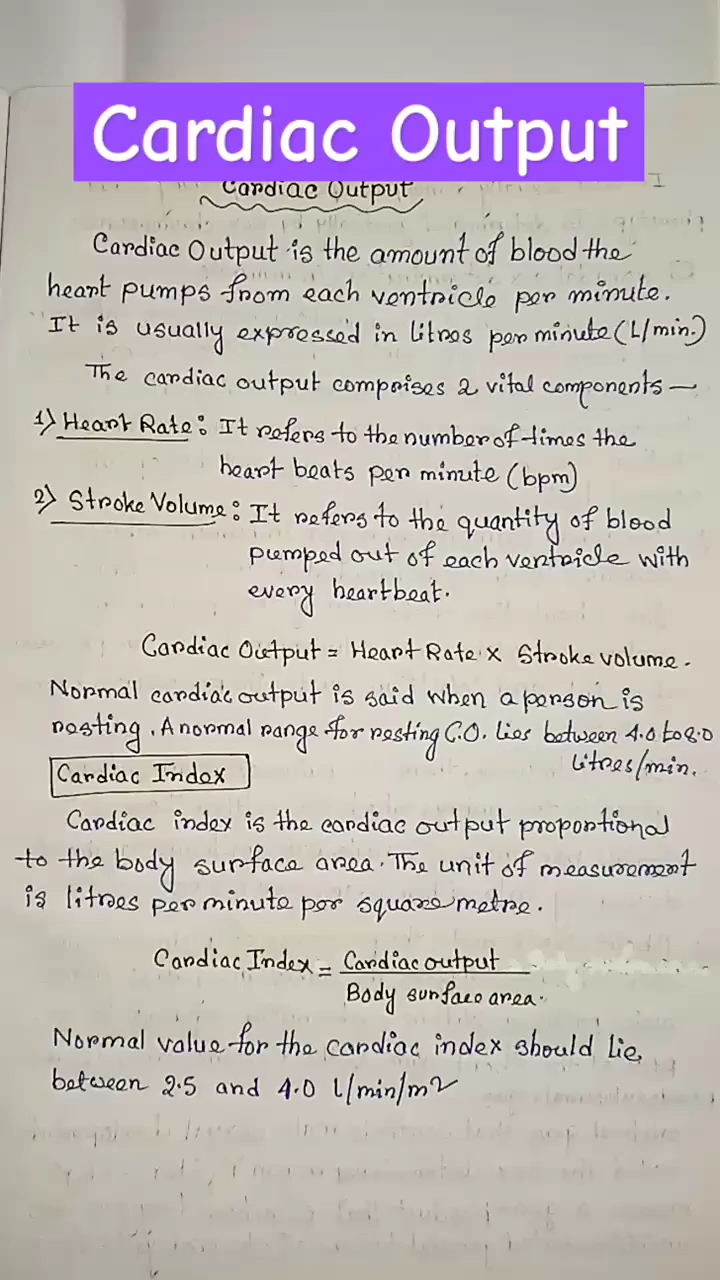 Cardiac Output
Cardiac Output
Cardiac Output is the amount of blood the
heart pumps from each ventricle per minute.
It is usually expressed in litres per minute (L/min.)
The cardiac output comprises 2 vital components —
1) Heart Rate: It refers to the number of times the
heart beats per minute (bpm)
2) Stroke Volume: It refers to the quantity of blood
pumped out of each ventricle with
every heartbeat.
Cardiac Output = Heart Rate x Stroke volume.
Normal cardiac output is said when a person is
resting. A normal range for resting C.O. lies between 4.0 to 8.0
litres/min.
Cardiac Index
Cardiac index is the cardiac output proportional
to the body surface area. The unit of measurement
is litres per minute per square metre.
Cardiac Index = Cardiac output
Body surface area.
Normal value for the cardiac index should lie
between 2.5 and 4.0 l/min/m2